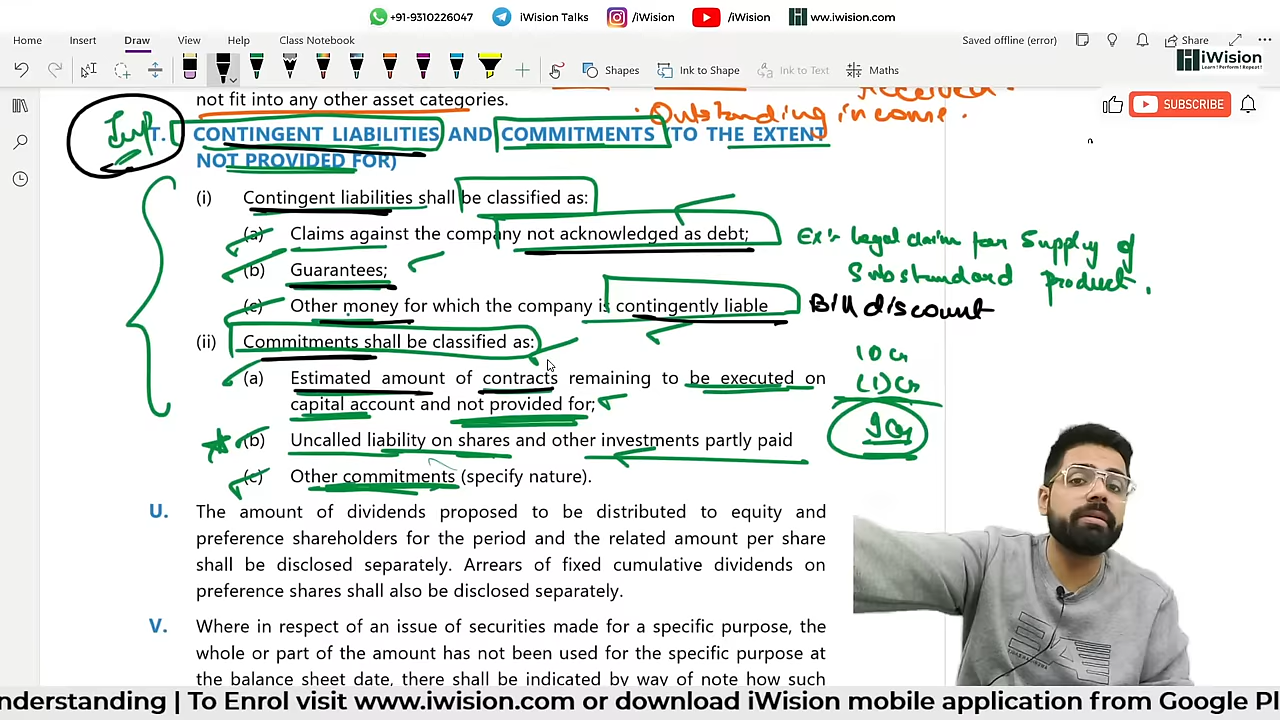 +91-9310226047 iWision Talks /iWision /iWision ww.iwision.com
Home Insert Draw View Help Class Notebook Saved offline (error) Share
Shapes Ink to Shape Ink to Text Maths
iWision
Learn ! Perform ! Repeat !
SUBSCRIBE
not fit into any other asset categories.
Outstanding income.
Imp
T. CONTINGENT LIABILITIES AND COMMITMENTS (TO THE EXTENT
NOT PROVIDED FOR)
(i) Contingent liabilities shall be classified as:
(a) Claims against the company not acknowledged as debt;
Ex:- legal claim for Supply of
Substandard product.
(b) Guarantees;
(c) Other money for which the company is contingently liable
Bill discount
(ii) Commitments shall be classified as:
10 Cr
(1) Cr
9 Cr
(a) Estimated amount of contracts remaining to be executed on
capital account and not provided for;
(b) Uncalled liability on shares and other investments partly paid
(c) Other commitments (specify nature).
U. The amount of dividends proposed to be distributed to equity and
preference shareholders for the period and the related amount per share
shall be disclosed separately. Arrears of fixed cumulative dividends on
preference shares shall also be disclosed separately.
V. Where in respect of an issue of securities made for a specific purpose, the
whole or part of the amount has not been used for the specific purpose at
the balance sheet date, there shall be indicated by way of note how such
nderstanding | To Enrol visit www.iwision.com or download iWision mobile application from Google Pl